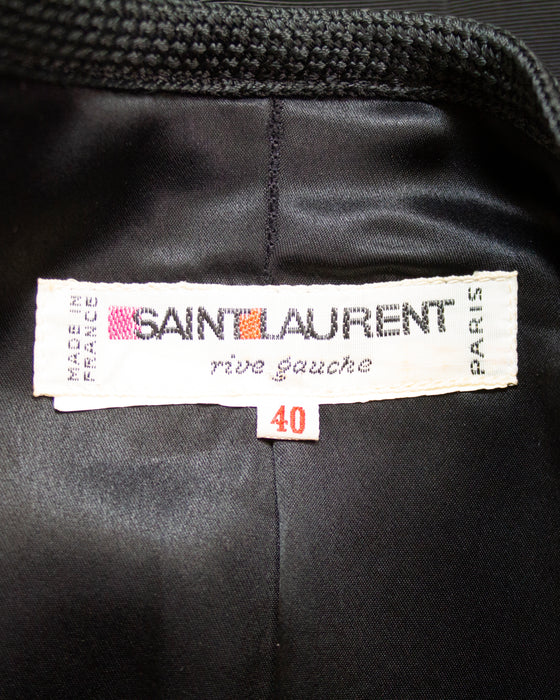 MADE IN
FRANCE
SAINT LAURENT
rive gauche
PARIS
40